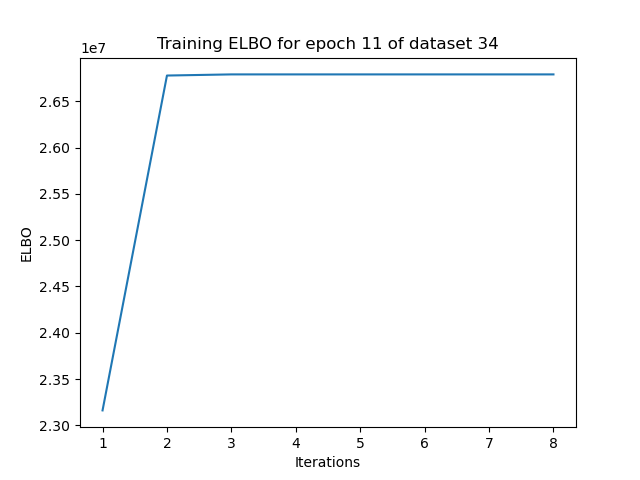 Training ELBO for epoch 11 of dataset 34
1e7
2.65
2.60
2.55
2.50
2.45
2.40
2.35
2.30
ELBO
1 2 3 4 5 6 7 8
Iterations